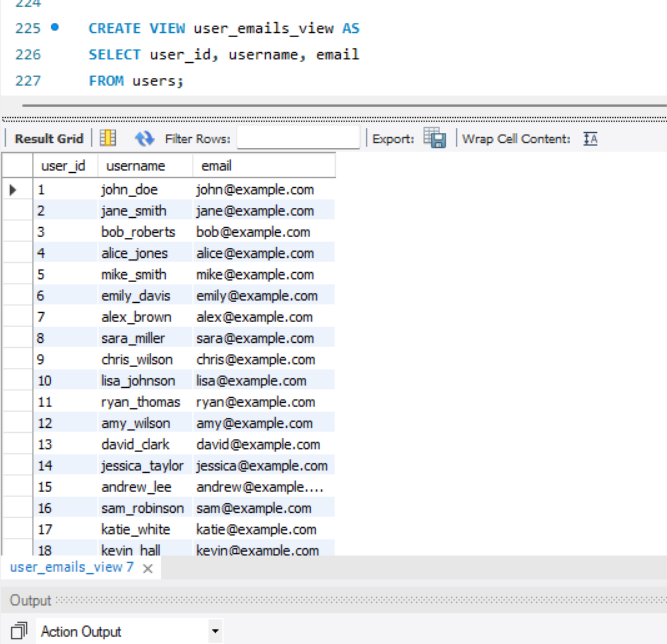 224
225 CREATE VIEW user_emails_view AS
226 SELECT user_id, username, email
227 FROM users;
Result Grid Filter Rows: Export: Wrap Cell Content: IA
user_id username email
1 john_doe john@example.com
2 jane_smith jane@example.com
3 bob_roberts bob@example.com
4 alice_jones alice@example.com
5 mike_smith mike@example.com
6 emily_davis emily@example.com
7 alex_brown alex@example.com
8 sara_miller sara@example.com
9 chris_wilson chris@example.com
10 lisa_johnson lisa@example.com
11 ryan_thomas ryan@example.com
12 amy_wilson amy@example.com
13 david_clark david@example.com
14 jessica_taylor jessica@example.com
15 andrew_lee andrew@example....
16 sam_robinson sam@example.com
17 katie_white katie@example.com
18 kevin_hall kevin@example.com
user_emails_view 7
Output
Action Output